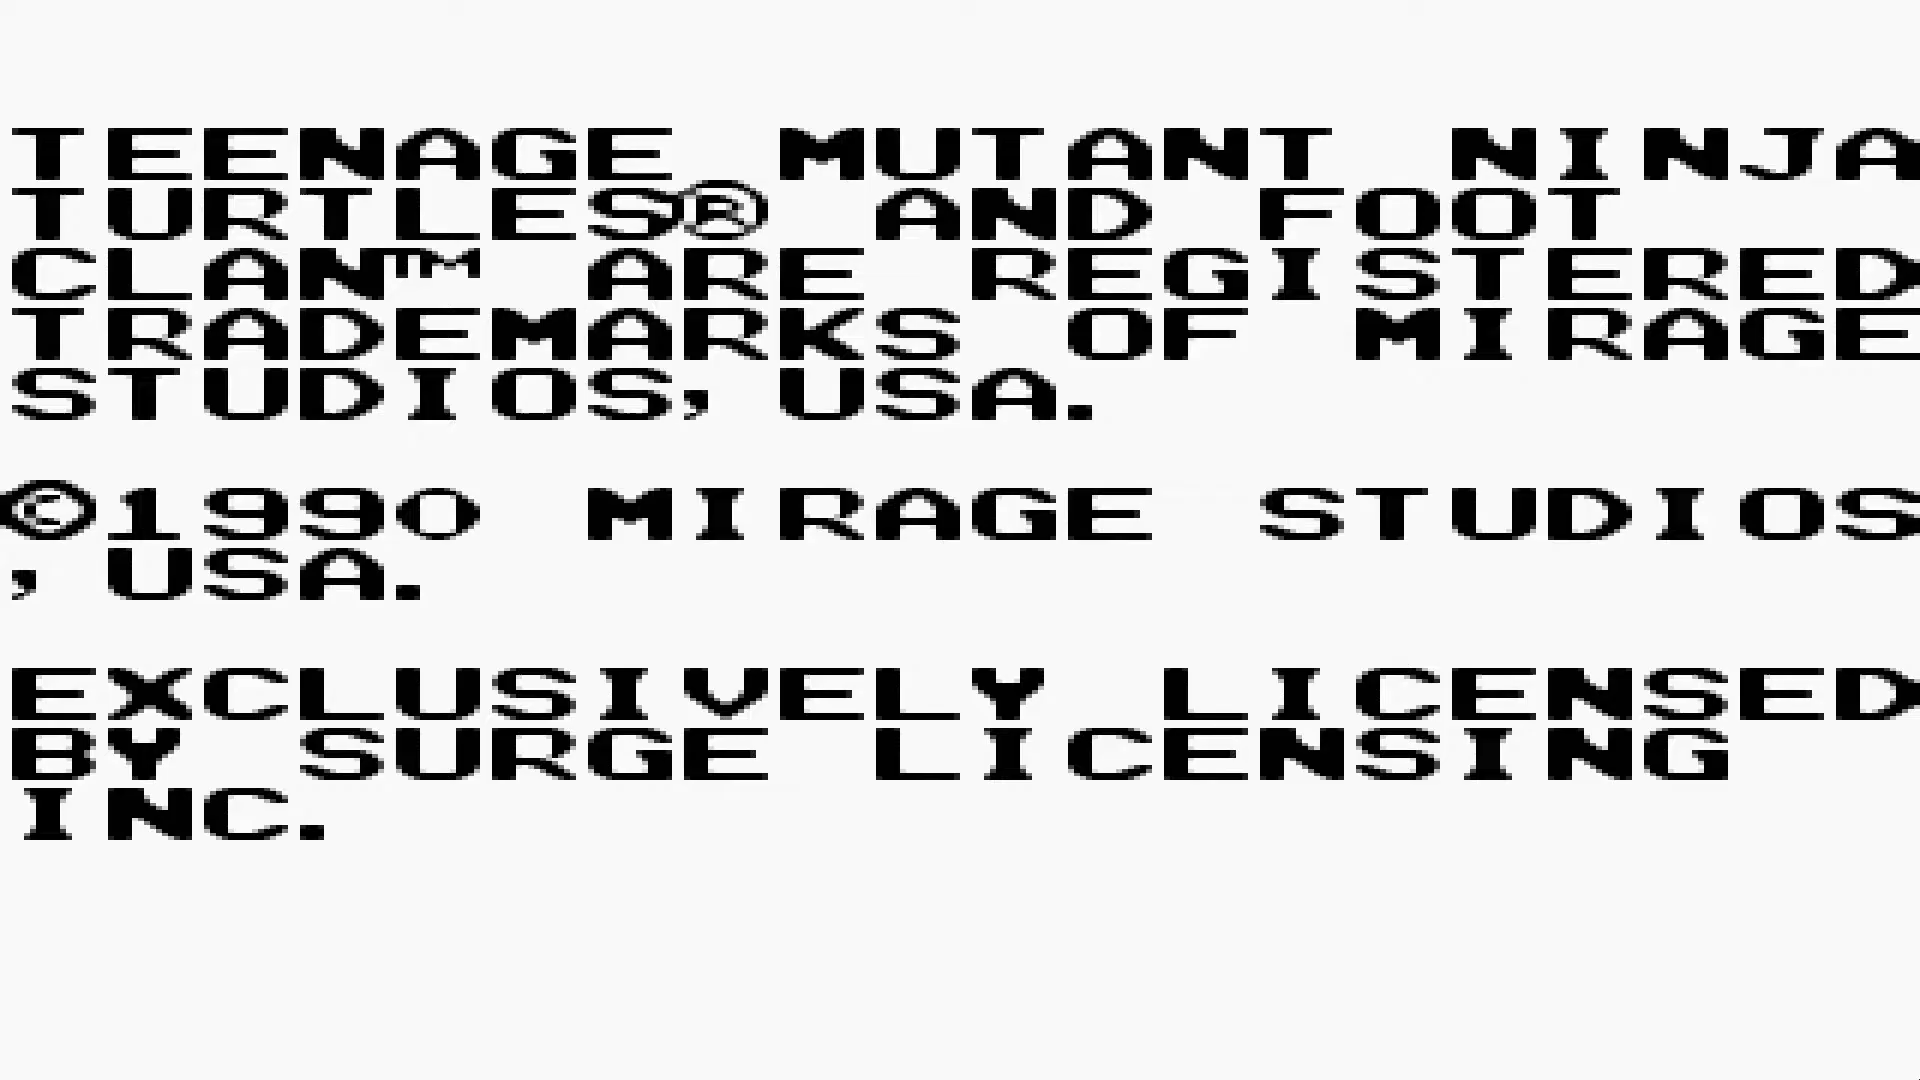 TEENAGE MUTANT NINJA
TURTLES® AND FOOT
CLAN™ ARE REGISTERED
TRADEMARKS OF MIRAGE
STUDIOS, USA.
©1990 MIRAGE STUDIOS
, USA.
EXCLUSIVELY LICENSED
BY SURGE LICENSING
INC.